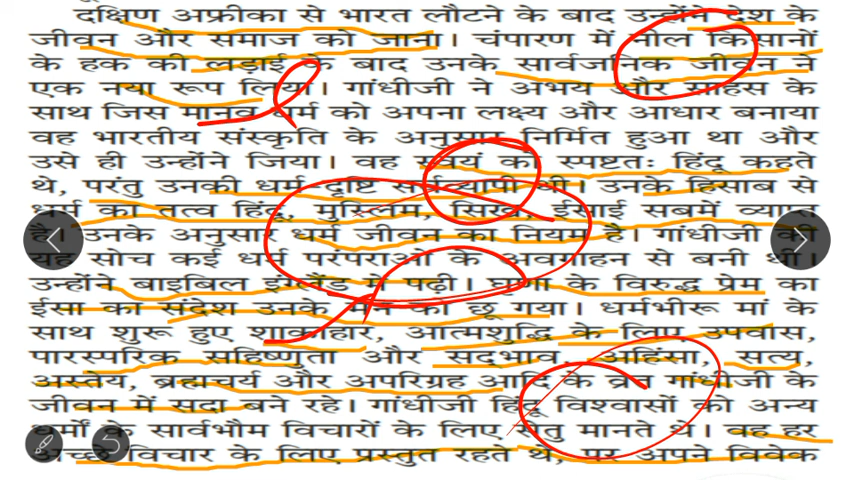 दक्षिण अफ्रीका से भारत लौटने के बाद उन्होंने देश के
जीवन और समाज को जाना। चंपारण में नील किसानों
के हक की लड़ाई के बाद उनके सार्वजनिक जीवन ने
एक नया रूप लिया। गांधीजी ने अभय और साहस के
साथ जिस मानव धर्म को अपना लक्ष्य और आधार बनाया
वह भारतीय संस्कृति के अनुसार निर्मित हुआ था और
उसे ही उन्होंने जिया। वह स्वयं को स्पष्टतः हिंदू कहते
थे, परंतु उनकी धर्म-दृष्टि सर्वव्यापी थी। उनके हिसाब से
धर्म का तत्व हिंदू, मुस्लिम, सिख, ईसाई सबमें व्याप्त
है। उनके अनुसार धर्म जीवन का नियम है। गांधीजी की
यह सोच कई धर्म परंपराओं के अवगाहन से बनी थी।
उन्होंने बाइबिल इंग्लैंड में पढ़ी। घृणा के विरुद्ध प्रेम का
ईसा का संदेश उनके मन को छू गगा। धर्मभीरू मां के
साथ शुरू हुए शाकाहार, आत्मशुद्धि के लिए उपवास,
पारस्परिक सहिष्णुता और सद्भाव, अहिंसा, सत्य,
अस्तेय, ब्रह्मचर्य और अपरिग्रह आदि के व्रत गांधीजी के
जीवन में सदा बने रहे। गांधीजी हिंदू विश्वासों को अन्य
धर्मों के सार्वभौम विचारों के लिए सेतु मानते थे। वह हर
अच्छे विचार के लिए प्रस्तुत रहते थे, पर अपने विवेक